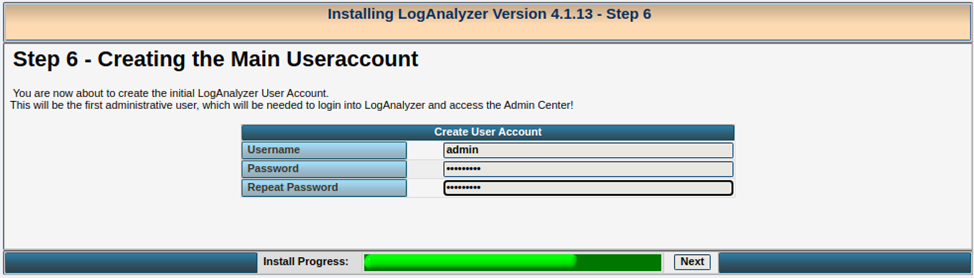 Installing LogAnalyzer Version 4.1.13 - Step 6
Step 6 - Creating the Main Useraccount
You are now about to create the initial LogAnalyzer User Account.
This will be the first administrative user, which will be needed to login into LogAnalyzer and access the Admin Center!
Create User Account
Username admin
Password •••••••••
Repeat Password •••••••••
Install Progress: Next